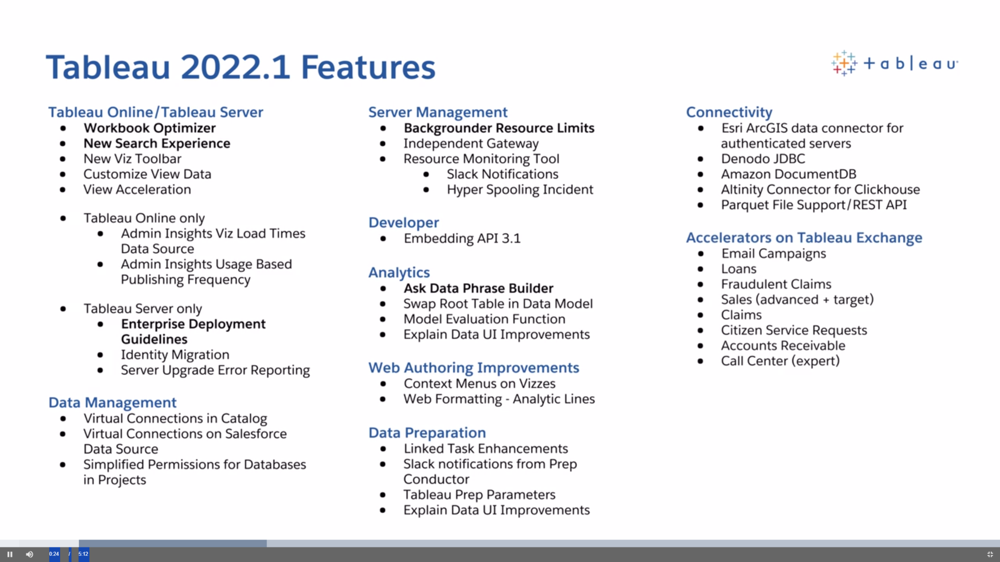 Tableau 2022.1 Features
+ableau
Tableau Online/Tableau Server
• Workbook Optimizer
• New Search Experience
• New Viz Toolbar
• Customize View Data
• View Acceleration
• Tableau Online only
• Admin Insights Viz Load Times
Data Source
• Admin Insights Usage Based
Publishing Frequency
• Tableau Server only
• Enterprise Deployment
Guidelines
• Identity Migration
• Server Upgrade Error Reporting
Data Management
• Virtual Connections in Catalog
• Virtual Connections on Salesforce
Data Source
• Simplified Permissions for Databases
in Projects
Server Management
• Backgrounder Resource Limits
• Independent Gateway
• Resource Monitoring Tool
• Slack Notifications
• Hyper Spooling Incident
Developer
• Embedding API 3.1
Analytics
• Ask Data Phrase Builder
• Swap Root Table in Data Model
• Model Evaluation Function
• Explain Data UI Improvements
Web Authoring Improvements
• Context Menus on Vizzes
• Web Formatting - Analytic Lines
Data Preparation
• Linked Task Enhancements
• Slack notifications from Prep
Conductor
• Tableau Prep Parameters
• Explain Data UI Improvements
Connectivity
• Esri ArcGIS data connector for
authenticated servers
• Denodo JDBC
• Amazon DocumentDB
• Altinity Connector for Clickhouse
• Parquet File Support/REST API
Accelerators on Tableau Exchange
• Email Campaigns
• Loans
• Fraudulent Claims
• Sales (advanced + target)
• Claims
• Citizen Service Requests
• Accounts Receivable
• Call Center (expert)
0:24 / 5:12